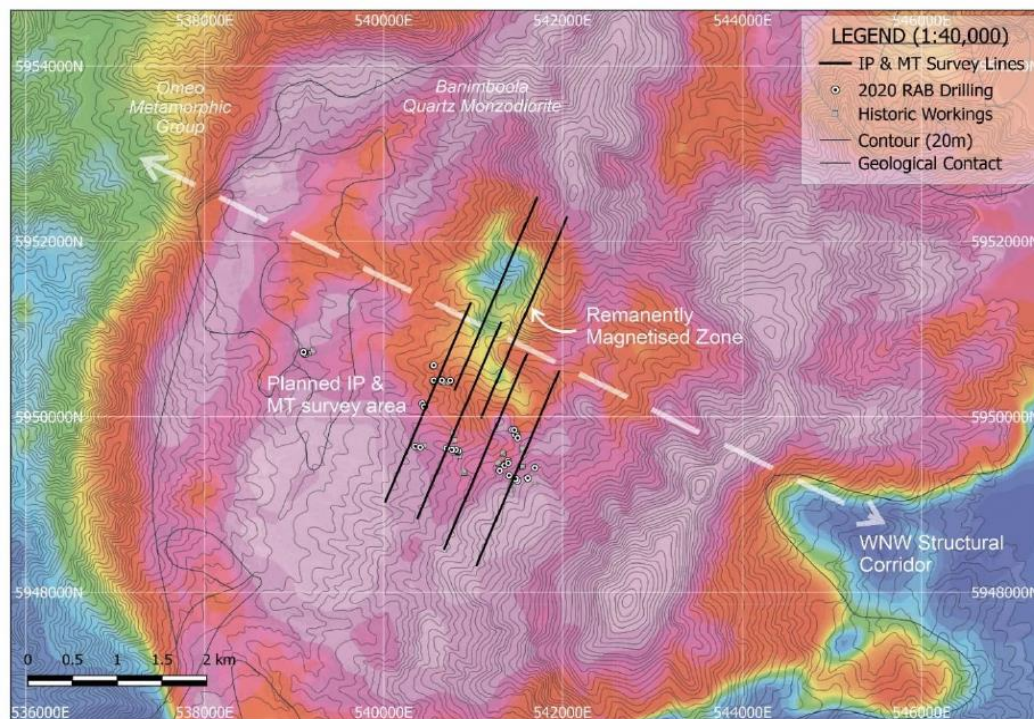 538000E
540000E
542000E
544000E
546000E
5954000N
5954000N
LEGEND (1:40,000)
IP & MT Survey Lines
2020 RAB Drilling
Historic Workings
Contour (20m)
Geological Contact
Omeo
Metamorphic
Group
Banimboola
Quartz Monzodiorite
5952000N
5952000N
Remanently
Magnetised Zone
Planned IP &
MT survey area
5950000N
5950000N
WNW Structural
Corridor
5948000N
5948000N
0 0.5 1 1.5 2 km
536000E
538000E
540000E
542000E
544000E
546000E